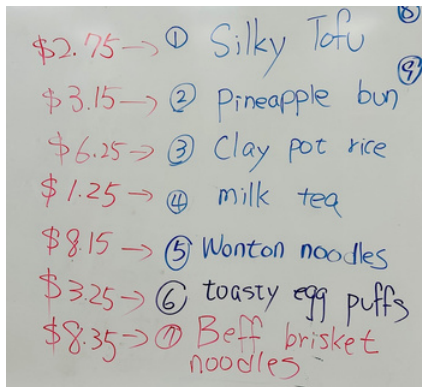 $2.75 → ① Silky Tofu ⑧
$3.15 → ② Pineapple bun ⑨
$6.25 → ③ Clay pot rice
$1.25 → ④ milk tea
$8.15 → ⑤ Wonton noodles
$3.25 → ⑥ toasty egg puffs
$8.35 → ⑦ Beff brisket
noodles